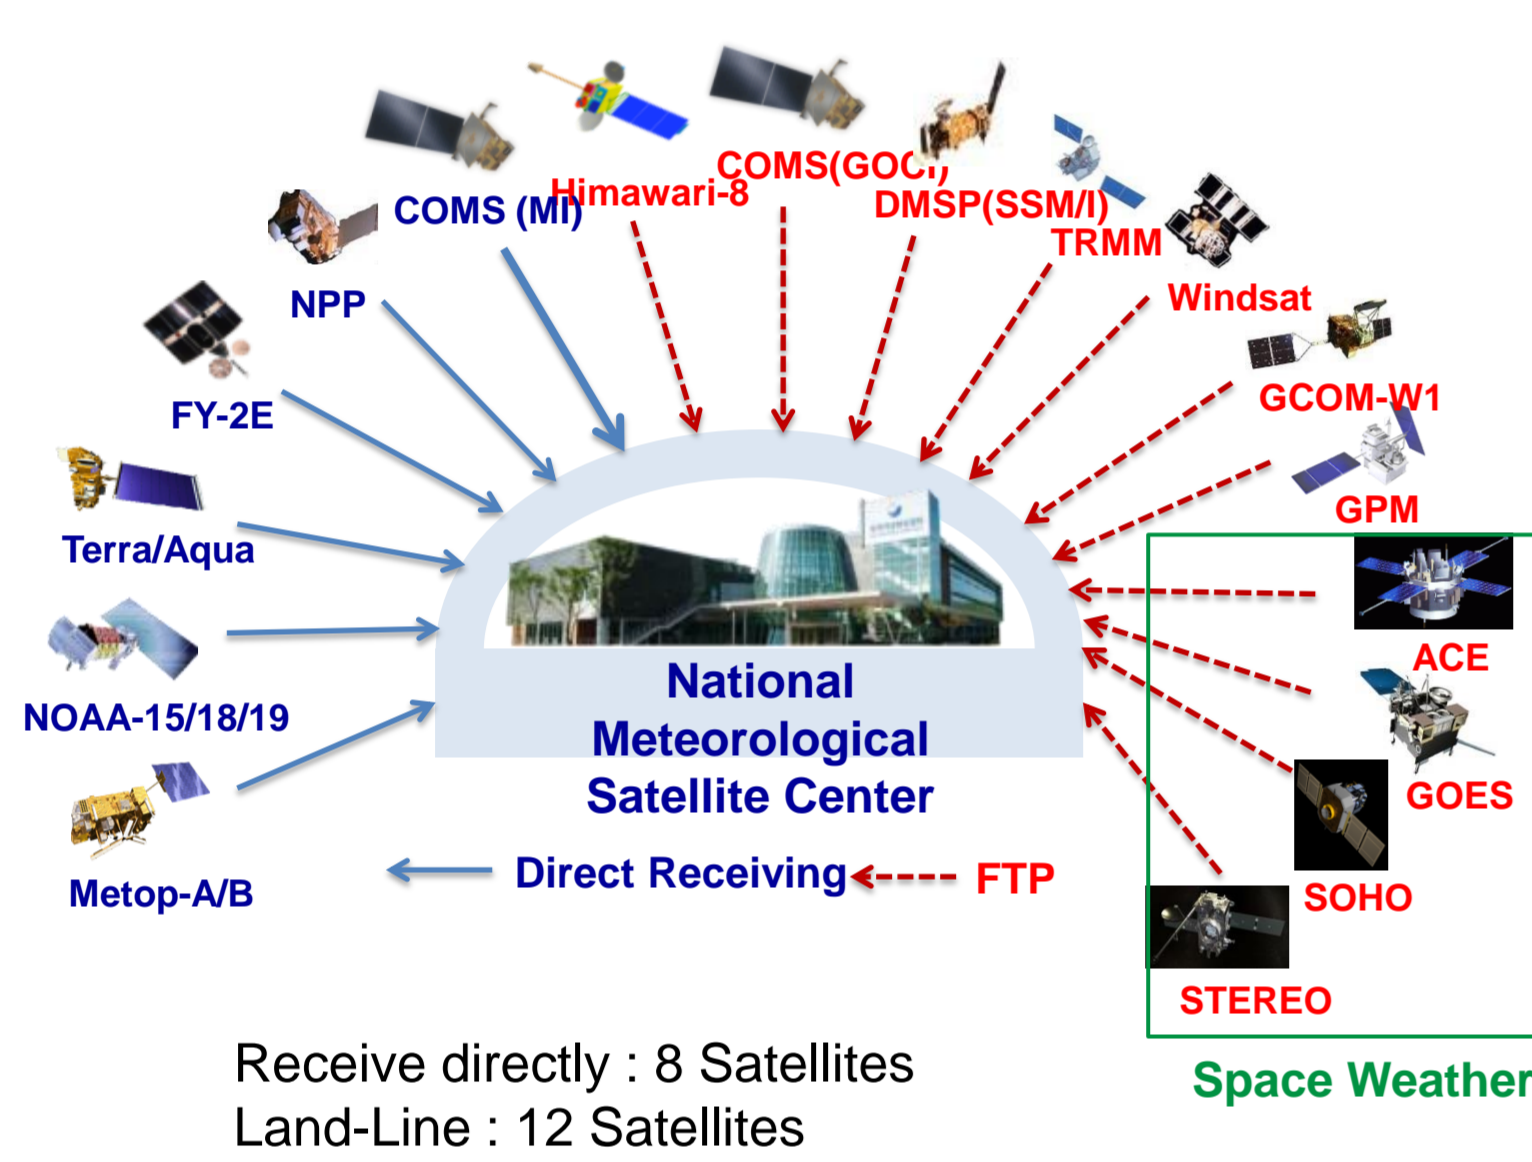 COMS(GOCI)
Himawari-8
COMS (MI)
DMSP(SSM/I)
TRMM
NPP
Windsat
FY-2E
GCOM-W1
GPM
Terra/Aqua
ACE
NOAA-15/18/19
GOES
Metop-A/B
SOHO
STEREO
National
Meteorological
Satellite Center
Direct Receiving
FTP
Space Weather
Receive directly : 8 Satellites
Land-Line : 12 Satellites